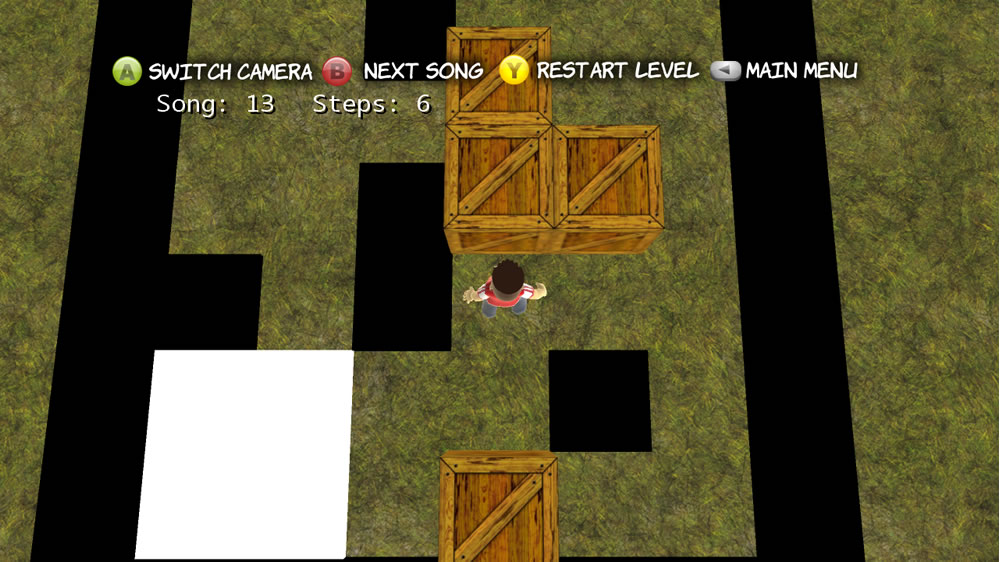 A SWITCH CAMERA B NEXT SONG Y RESTART LEVEL MAIN MENU
Song: 13 Steps: 6